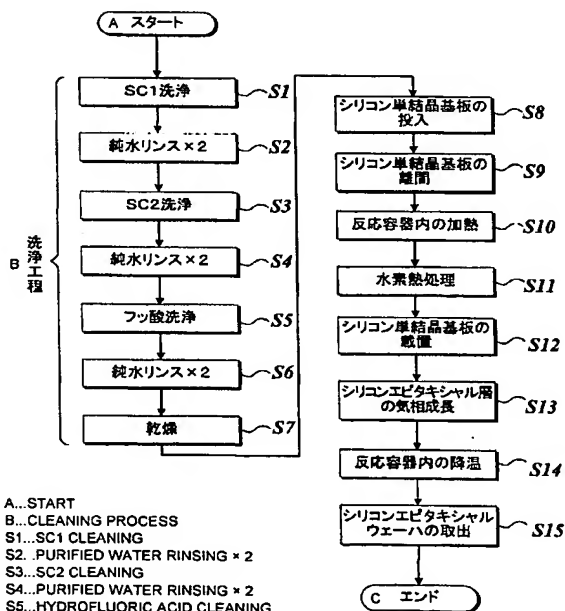 A スタート
B 洗浄工程
SC1洗浄 S1
純水リンス×2 S2
SC2洗浄 S3
純水リンス×2 S4
フッ酸洗浄 S5
純水リンス×2 S6
乾燥 S7
シリコン単結晶基板の
投入 S8
シリコン単結晶基板の
離間 S9
反応容器内の加熱 S10
水素熱処理 S11
シリコン単結晶基板の
載置 S12
シリコンエピタキシャル層
の気相成長 S13
反応容器内の降温 S14
シリコンエピタキシャル
ウェーハの取出 S15
C エンド
A...START
B...CLEANING PROCESS
S1...SC1 CLEANING
S2. .PURIFIED WATER RINSING × 2
S3...SC2 CLEANING
S4...PURIFIED WATER RINSING × 2
S5...HYDROFLUORIC ACID CLEANING